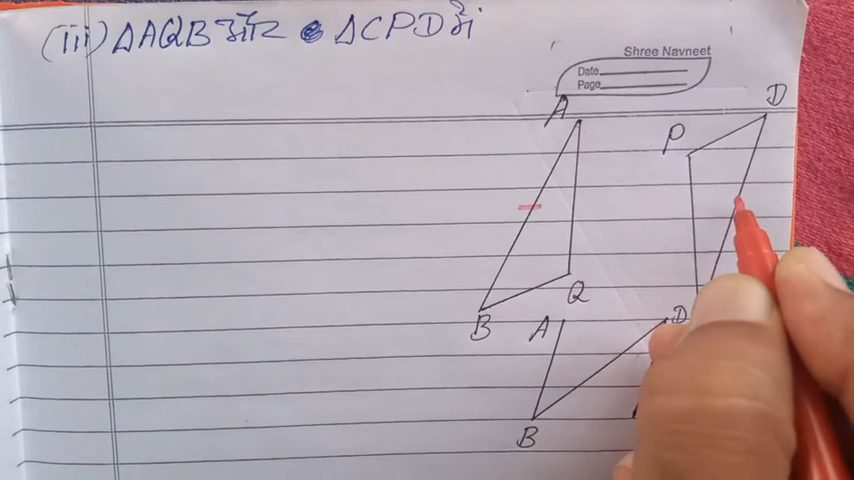 (iii) ΔAQB और ΔCPD में
Shree Navneet
Date
Page
A
D
P
Q
B
A
D
B